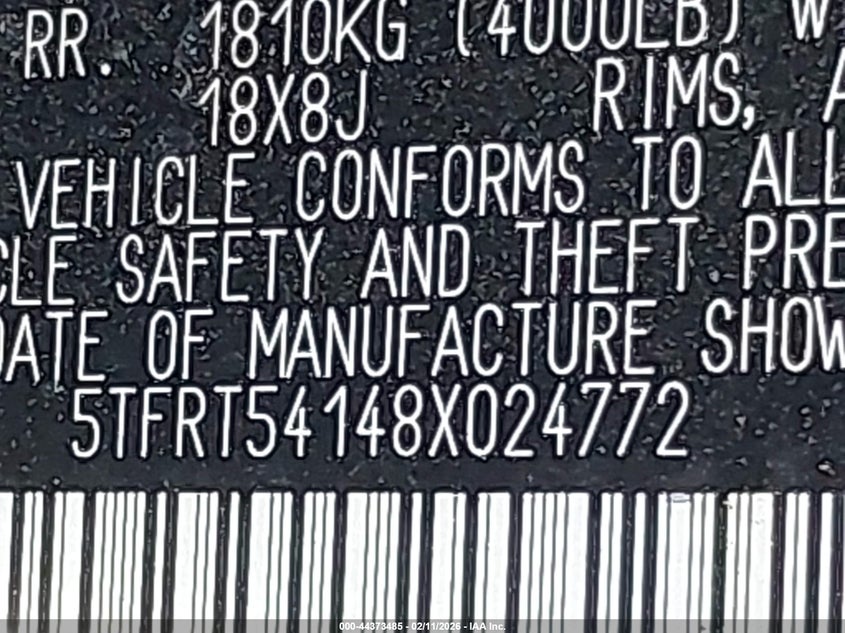 RR. 1810KG (4000LB) W
18X8J RIMS, A
VEHICLE CONFORMS TO ALL
CLE SAFETY AND THEFT PRE
DATE OF MANUFACTURE SHOW
5TFRT54148X024772
000-44373485 - 02/11/2026 - IAA Inc.